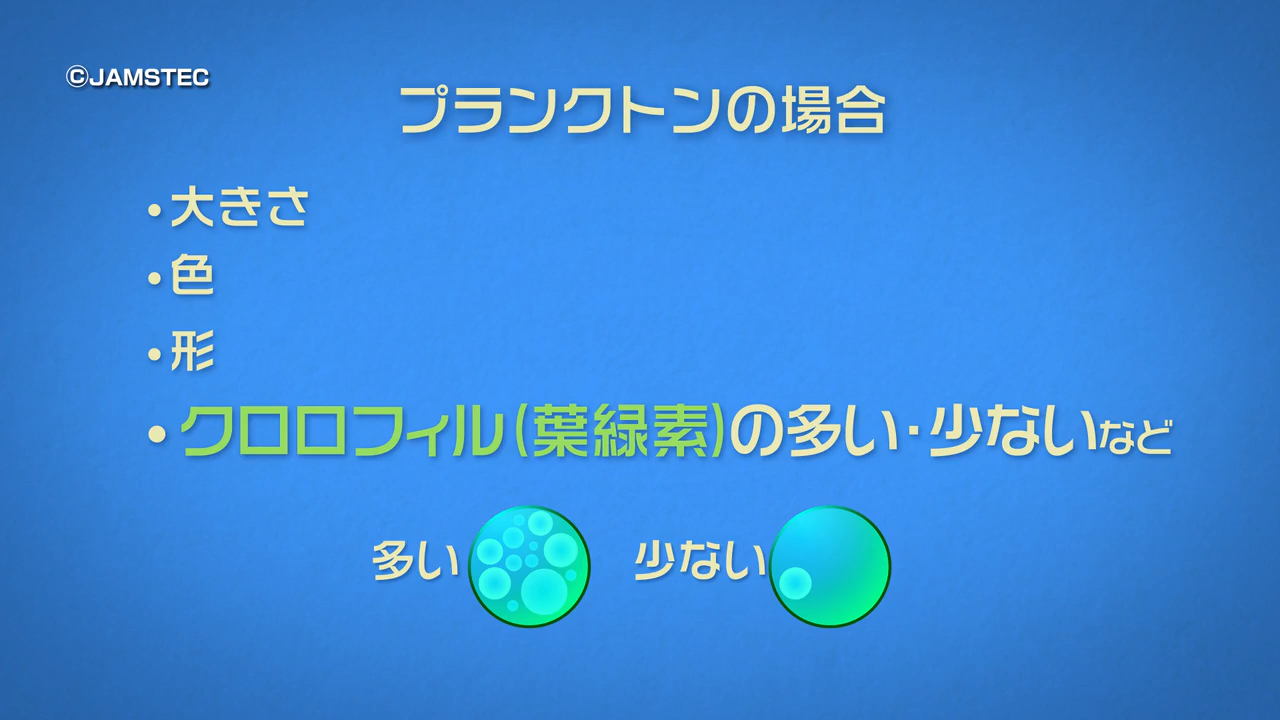 ©JAMSTEC
プランクトンの場合
・大きさ
・色
・形
・クロロフィル(葉緑素)の多い・少ないなど
多い 少ない